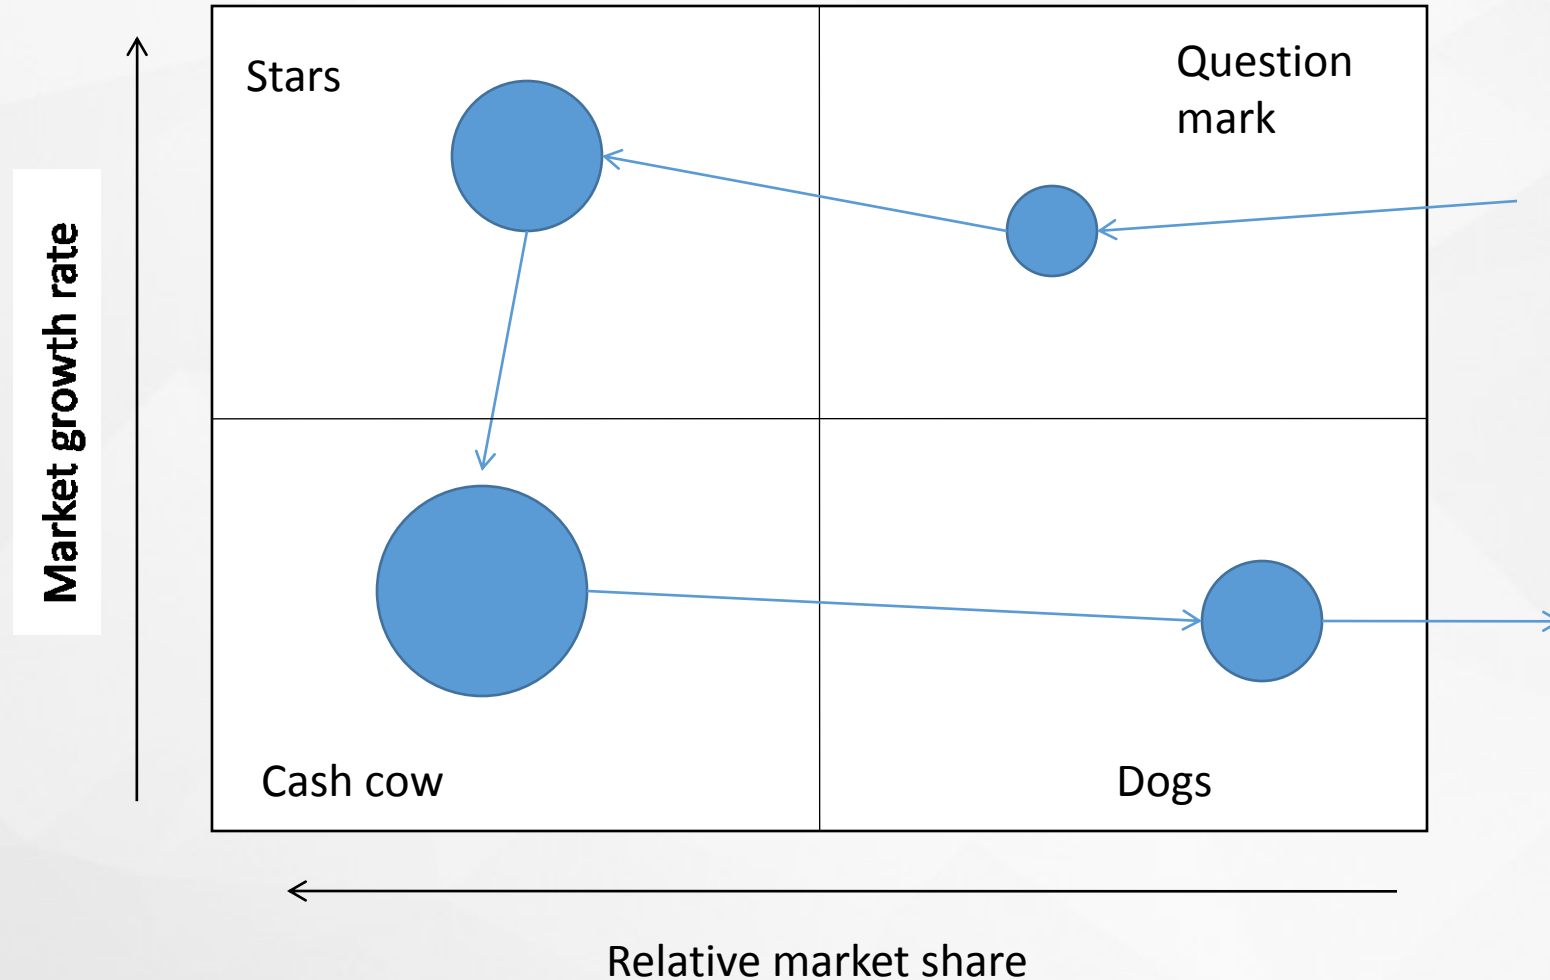 Stars
Question
mark
Market growth rate
Cash cow
Dogs
Relative market share